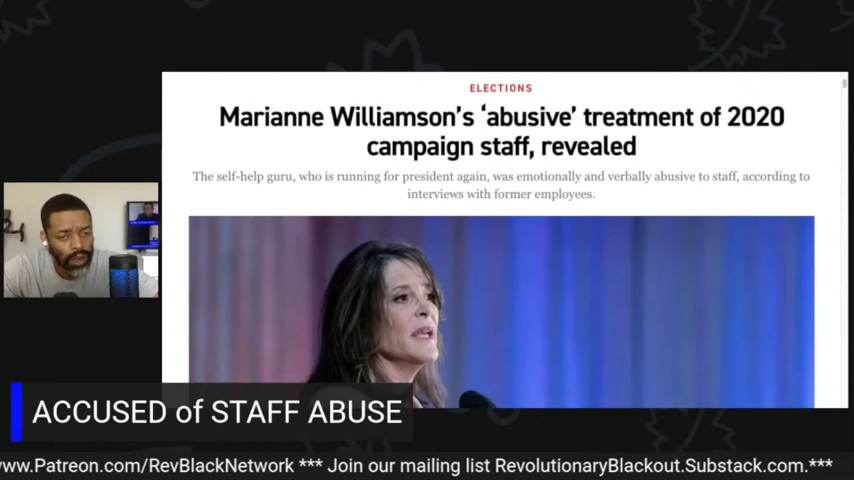 ELECTIONS
Marianne Williamson's ‘abusive’ treatment of 2020
campaign staff, revealed
The self-help guru, who is running for president again, was emotionally and verbally abusive to staff, according to
interviews with former employees.
ACCUSED of STAFF ABUSE
ww.Patreon.com/RevBlackNetwork *** Join our mailing list RevolutionaryBlackout.Substack.com.***